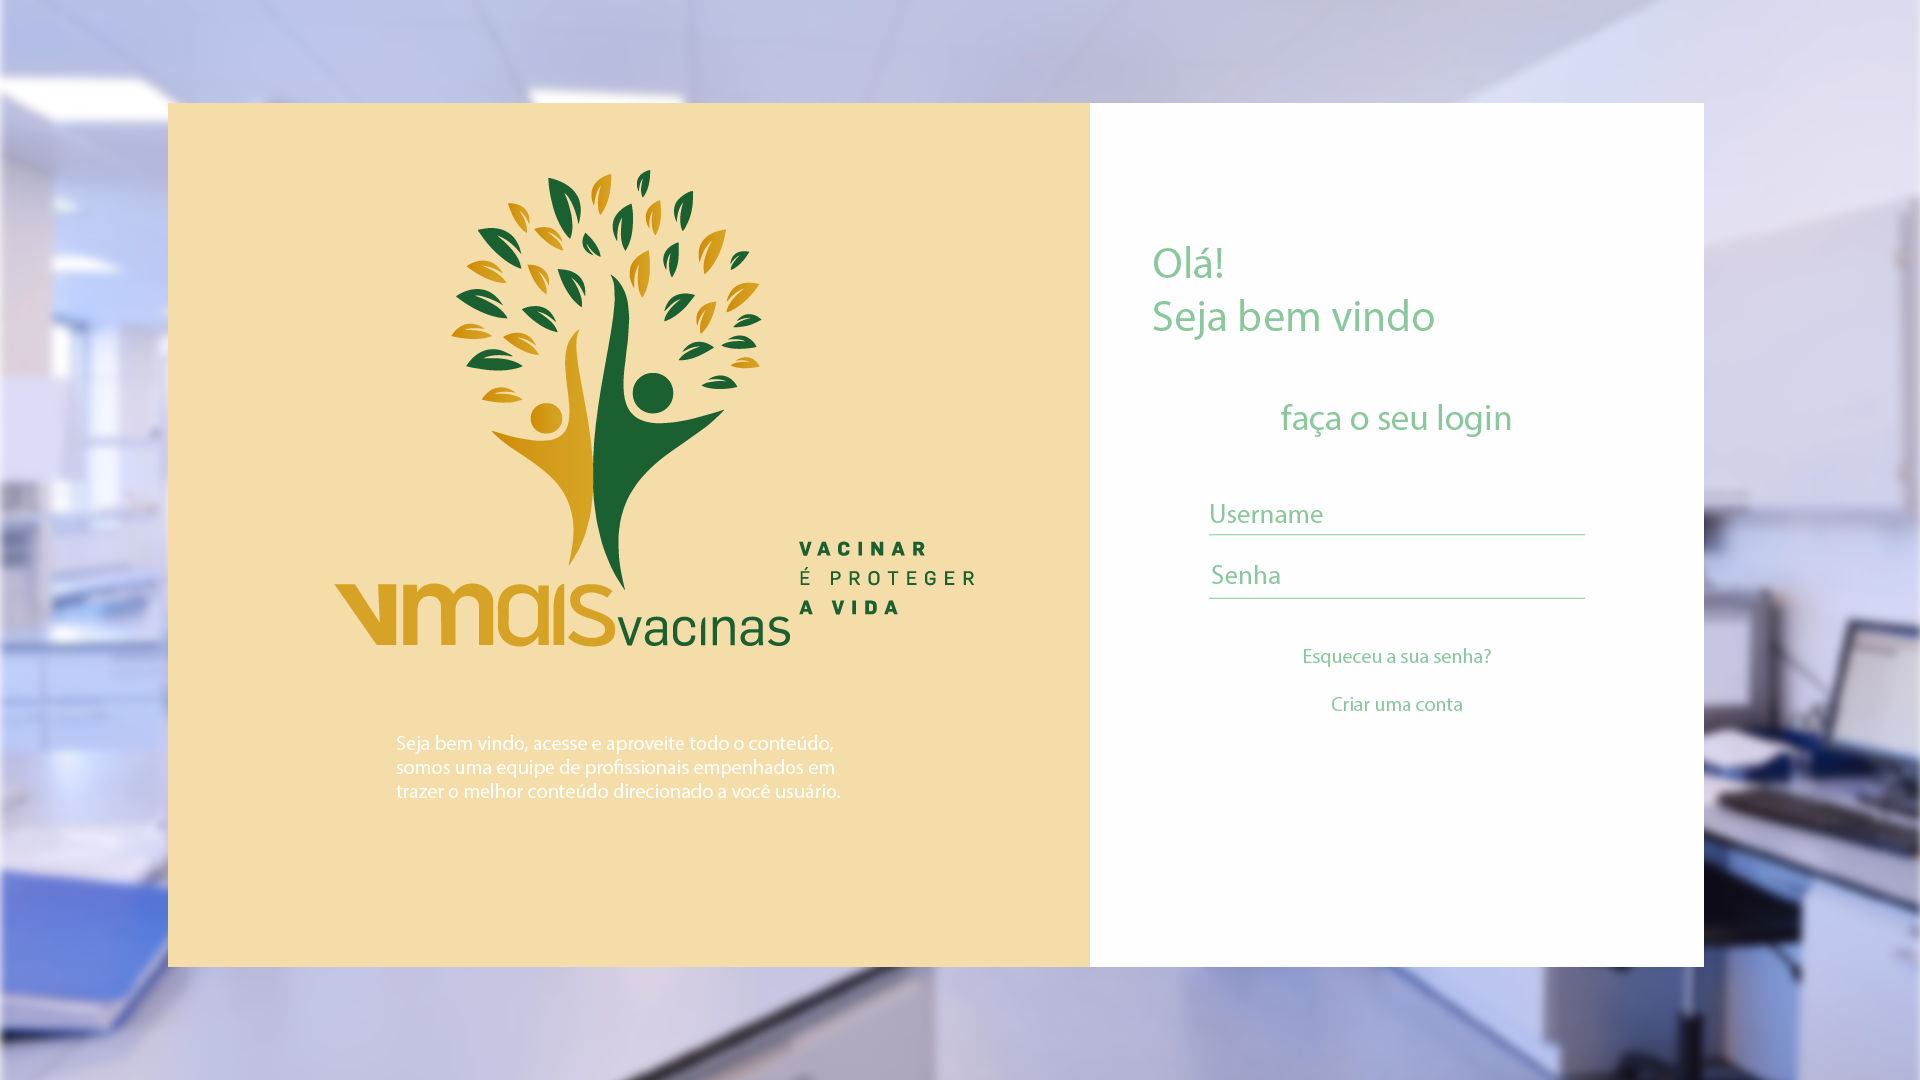 VACINAR
É PROTEGER
A VIDA
vmais vacinas
Seja bem vindo, acesse e aproveite todo o conteúdo,
somos uma equipe de profissionais empenhados em
trazer o melhor conteúdo direcionado a você usuário.
Olá!
Seja bem vindo
faça o seu login
Username
Senha
Esqueceu a sua senha?
Criar uma conta